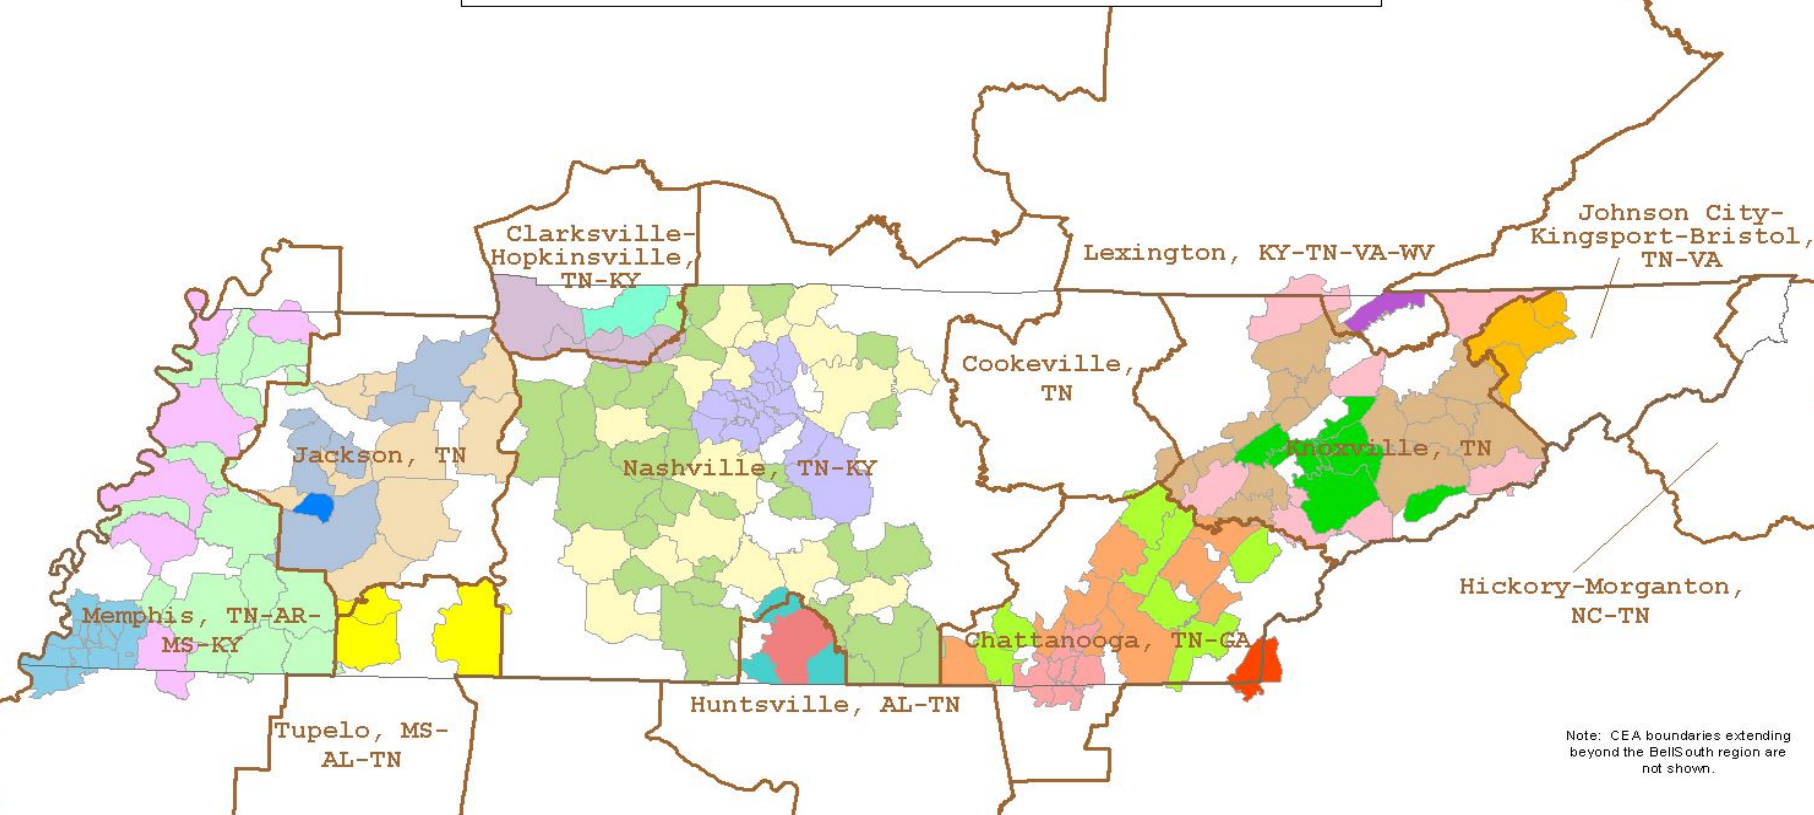 Clarksville-
Hopkinsville,
TN-KY
Lexington, KY-TN-VA-WV
Johnson City-
Kingsport-Bristol,
TN-VA
Cookeville,
TN
Jackson, TN
Nashville, TN-KY
Knoxville, TN
Memphis, TN-AR-
MS-KY
Chattanooga, TN-GA
Hickory-Morganton,
NC-TN
Huntsville, AL-TN
Tupelo, MS-
AL-TN
Note: CEA boundaries extending
beyond the BellSouth region are
not shown.